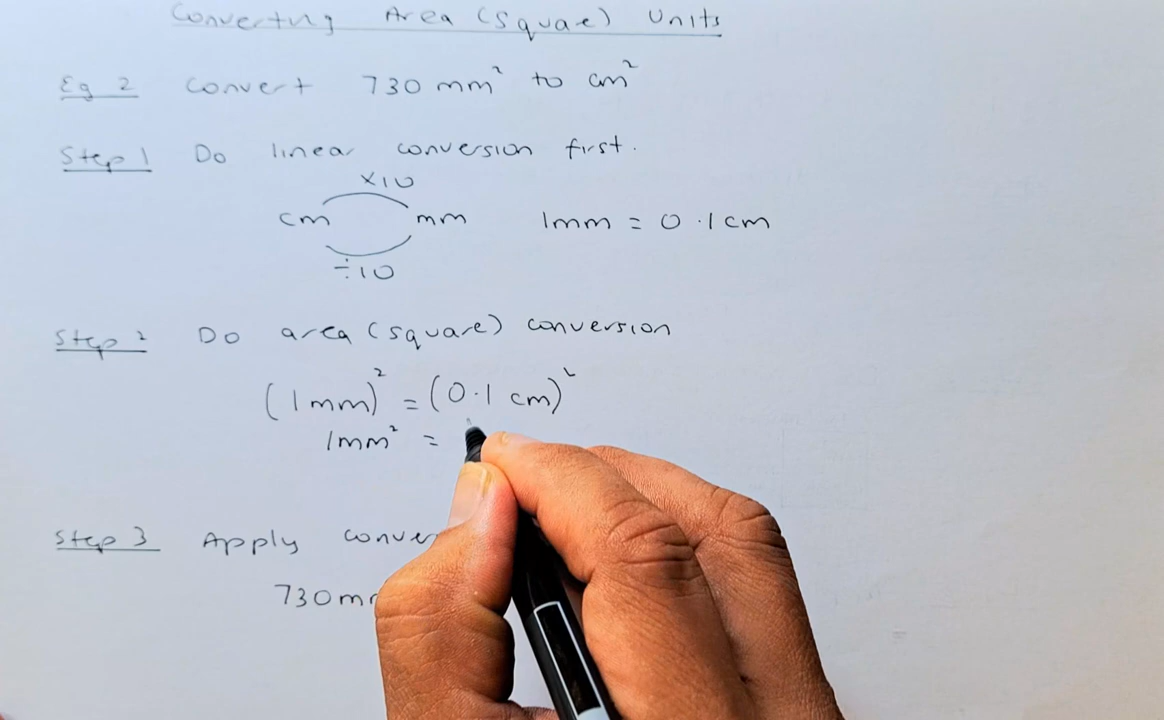 Converting Area (Square) Units
Eg 2 Convert 730 mm² to cm²
Step 1 Do linear conversion first.
×10
cm mm 1mm = 0.1cm
÷10
Step 2 Do area (square) conversion
(1mm)² = (0.1 cm)²
1mm² =
Step 3 Apply conve
730m